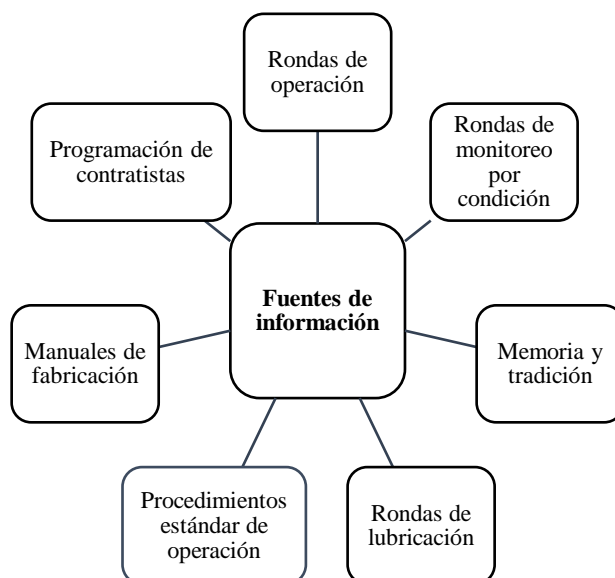 Rondas de
operación
Programación de
contratistas
Rondas de
monitoreo
por
condición
Fuentes de
información
Manuales de
fabricación
Memoria y
tradición
Procedimientos
estándar de
operación
Rondas de
lubricación